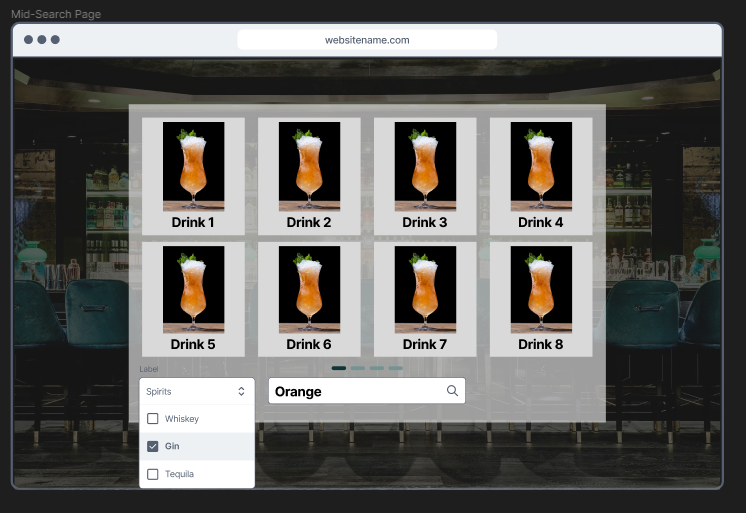 Mid-Search Page
websitename.com
Drink 1
Drink 2
Drink 3
Drink 4
Drink 5
Drink 6
Drink 7
Drink 8
Label
Spirits
Orange
Whiskey
Gin
Tequila